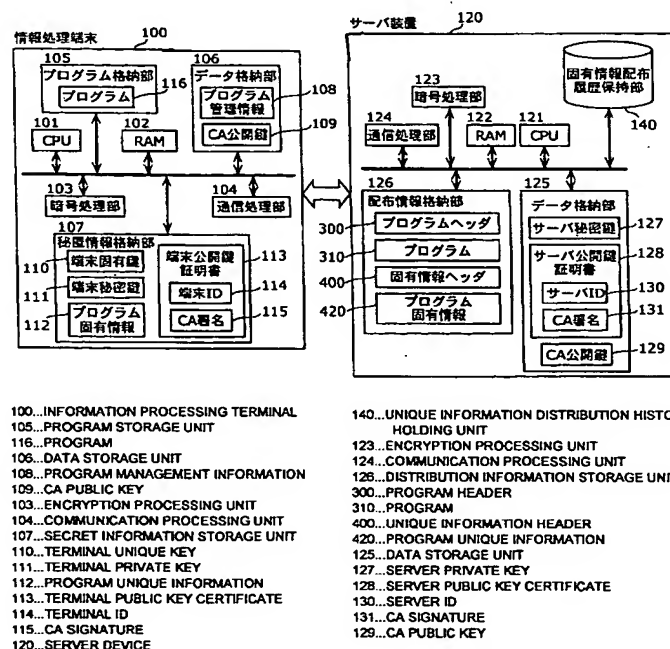 情報処理端末
100
105
プログラム格納部
プログラム
116
106
データ格納部
プログラム
管理情報
108
CA公開鍵
109
101
CPU
102
RAM
103
暗号処理部
104
通信処理部
107
秘匿情報格納部
110
端末固有鍵
111
端末秘密鍵
112
プログラム
固有情報
端末公開鍵
証明書
113
端末ID
114
CA署名
115
サーバ装置
120
123
暗号処理部
固有情報配布
履歴保持部
140
124
通信処理部
122
RAM
121
CPU
126
配布情報格納部
300
プログラムヘッダ
310
プログラム
400
固有情報ヘッダ
420
プログラム
固有情報
125
データ格納部
サーバ秘密鍵
127
サーバ公開鍵
証明書
128
サーバID
130
CA署名
131
CA公開鍵
129
100...INFORMATION PROCESSING TERMINAL
105...PROGRAM STORAGE UNIT
116...PROGRAM
106...DATA STORAGE UNIT
108...PROGRAM MANAGEMENT INFORMATION
109...CA PUBLIC KEY
103...ENCRYPTION PROCESSING UNIT
104...COMMUNICATION PROCESSING UNIT
107...SECRET INFORMATION STORAGE UNIT
110...TERMINAL UNIQUE KEY
111...TERMINAL PRIVATE KEY
112...PROGRAM UNIQUE INFORMATION
113...TERMINAL PUBLIC KEY CERTIFICATE
114...TERMINAL ID
115...CA SIGNATURE
120...SERVER DEVICE
140...UNIQUE INFORMATION DISTRIBUTION HISTO
HOLDING UNIT
123...ENCRYPTION PROCESSING UNIT
124...COMMUNICATION PROCESSING UNIT
126...DISTRIBUTION INFORMATION STORAGE UNI
300...PROGRAM HEADER
310...PROGRAM
400...UNIQUE INFORMATION HEADER
420...PROGRAM UNIQUE INFORMATION
125...DATA STORAGE UNIT
127...SERVER PRIVATE KEY
128...SERVER PUBLIC KEY CERTIFICATE
130...SERVER ID
131...CA SIGNATURE
129...CA PUBLIC KEY